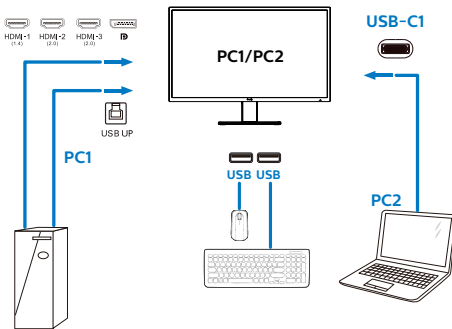 HDMI-1 HDMI-2 HDMI-3
(1.4) (2.0) (2.0)
USB UP
PC1
PC1/PC2
USB-C1
USB USB
PC2